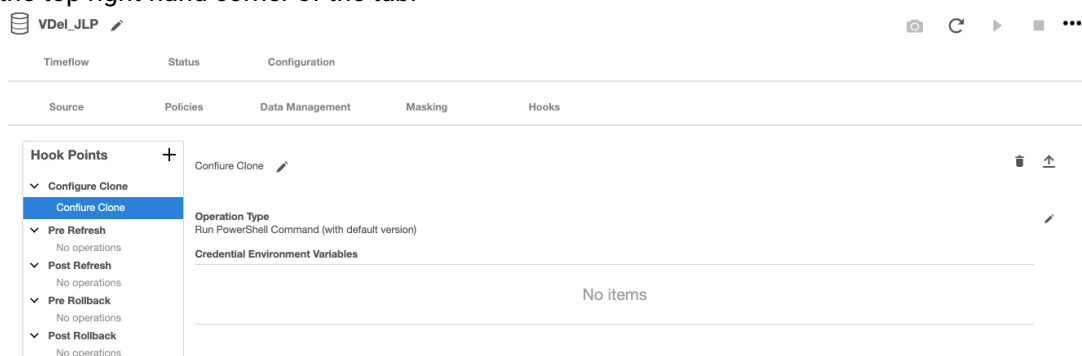 the top right hand corner of the tab.
VDel_JLP
Timeflow Status Configuration
Source Policies Data Management Masking Hooks
Hook Points
Configure Clone
Confiure Clone
Pre Refresh
No operations
Post Refresh
No operations
Pre Rollback
No operations
Post Rollback
No operations
Confiure Clone
Operation Type
Run PowerShell Command (with default version)
Credential Environment Variables
No items